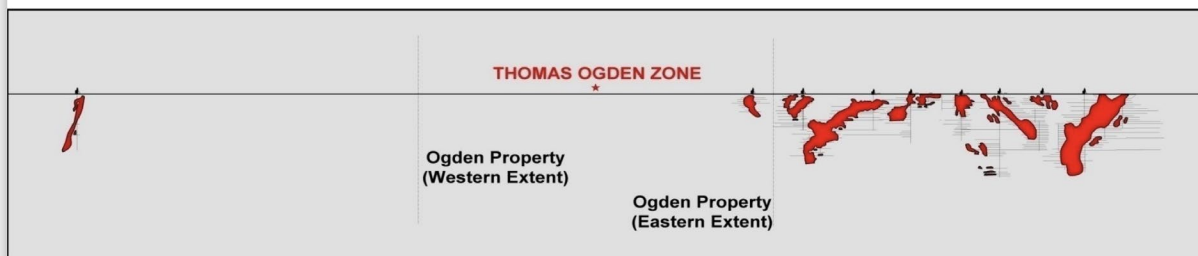 THOMAS OGDEN ZONE
Ogden Property
(Western Extent)
Ogden Property
(Eastern Extent)